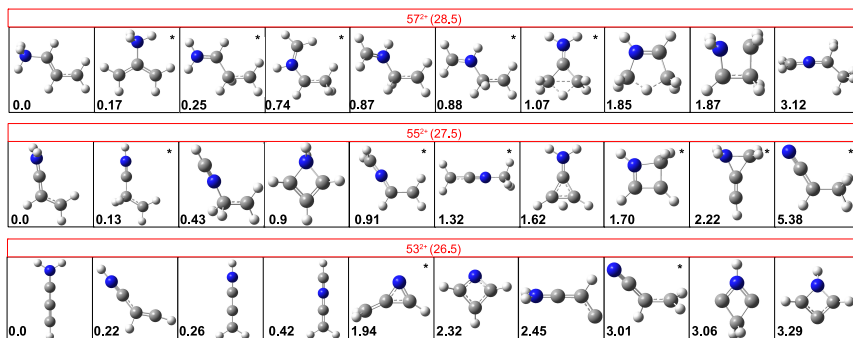 57²⁺ (28.5)
* * * * *
0.0 0.17 0.25 0.74 0.87 0.88 1.07 1.85 1.87 3.12
55²⁺ (27.5)
* * * * * *
0.0 0.13 0.43 0.9 0.91 1.32 1.62 1.70 2.22 5.38
53²⁺ (26.5)
* *
0.0 0.22 0.26 0.42 1.94 2.32 2.45 3.01 3.06 3.29